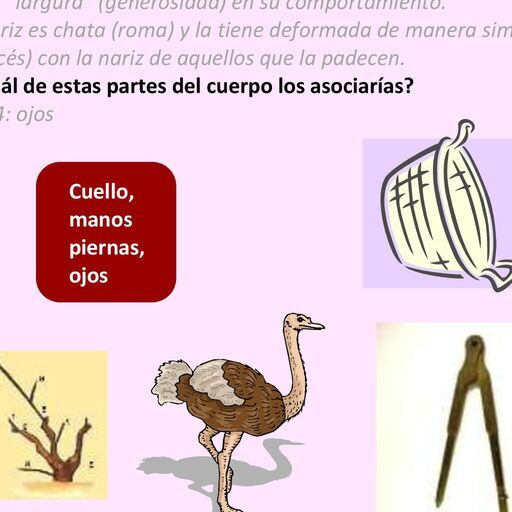 largura" (generosidad) en su comportamiento.
riz es chata (roma) y la tiene deformada de manera sim
cés) con la nariz de aquellos que la padecen.
ál de estas partes del cuerpo los asociarías?
4: ojos
Cuello,
manos
piernas,
ojos